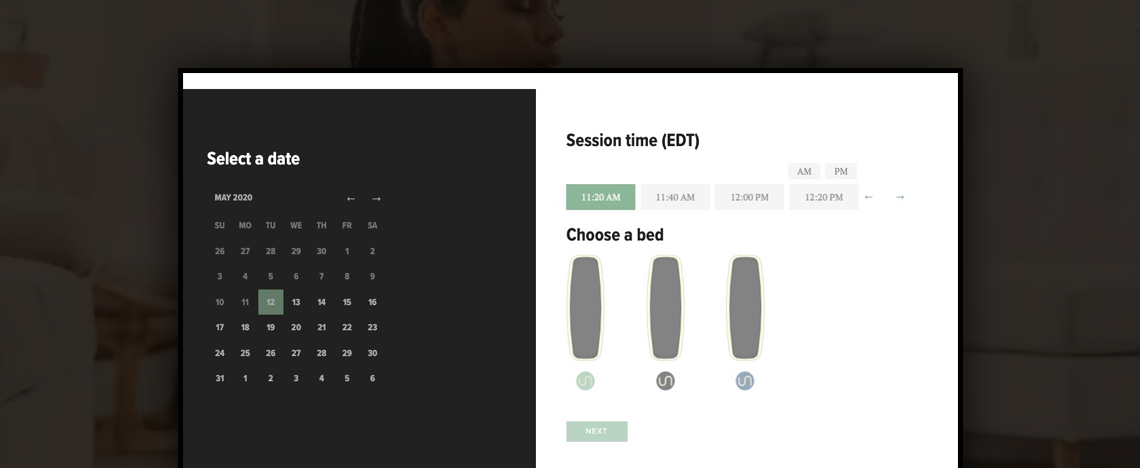 Select a date
MAY 2020 ← →
SU MO TU WE TH FR SA
26 27 28 29 30 1 2
3 4 5 6 7 8 9
10 11 12 13 14 15 16
17 18 19 20 21 22 23
24 25 26 27 28 29 30
31 1 2 3 4 5 6
Session time (EDT)
AM PM
11:20 AM 11:40 AM 12:00 PM 12:20 PM ← →
Choose a bed
NEXT